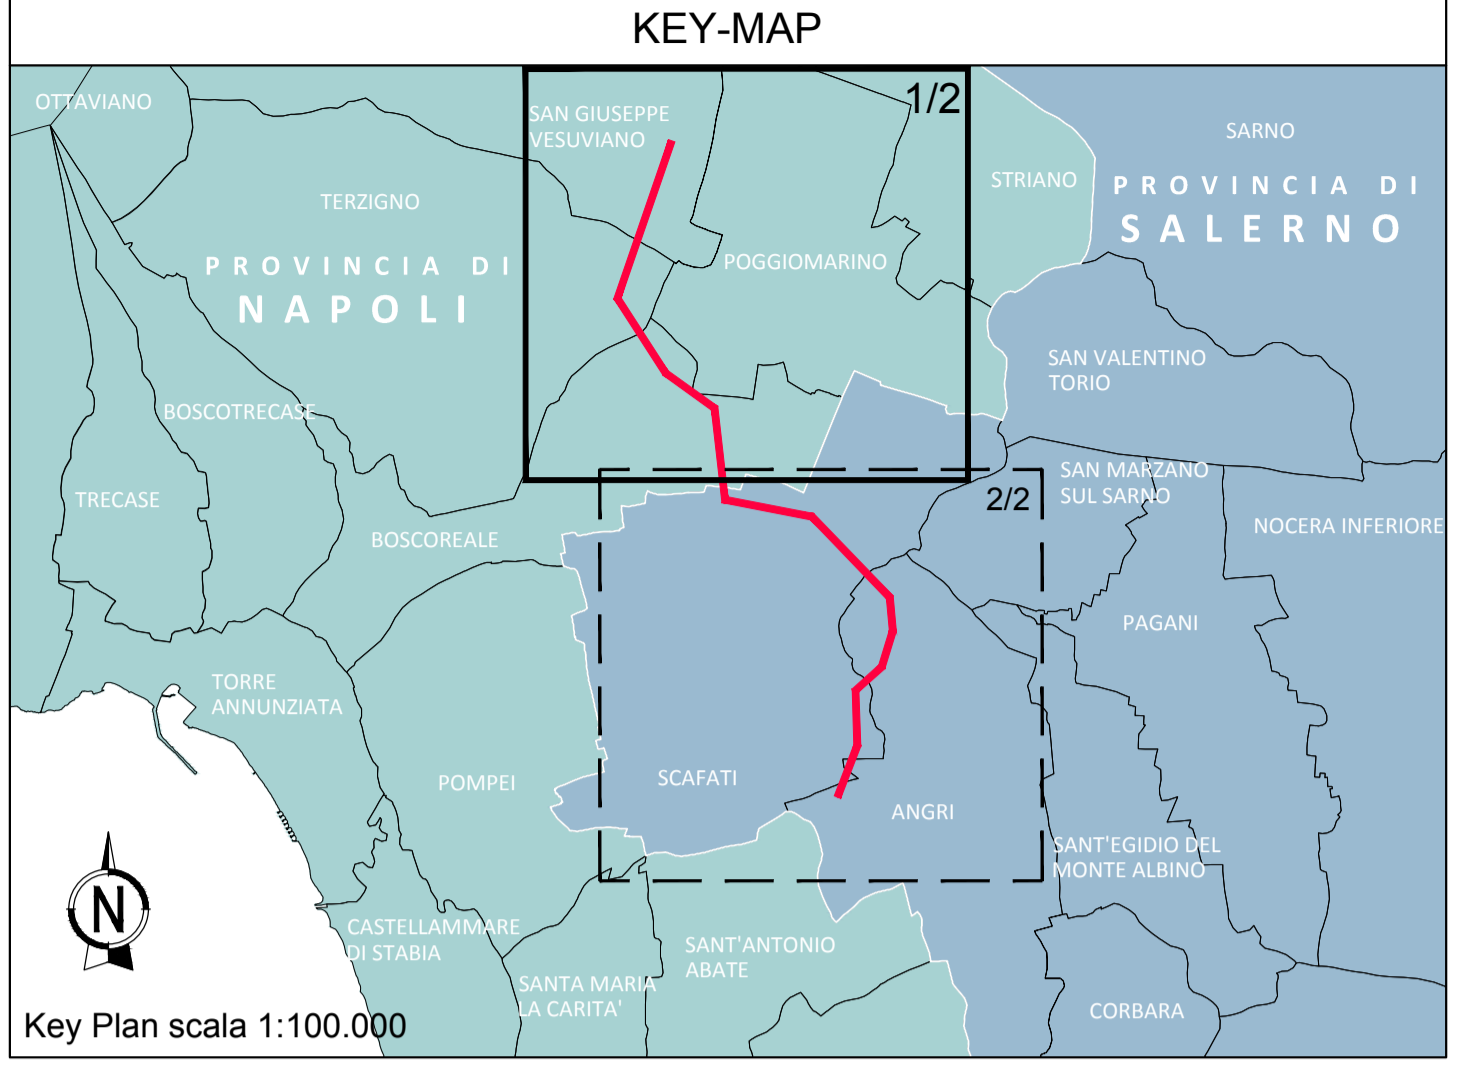 KEY-MAP
OTTAVIANO
SAN GIUSEPPE
VESUVIANO
1/2
SARNO
STRIANO
PROVINCIA DI
SALERNO
TERZIGNO
PROVINCIA DI
NAPOLI
POGGIOMARINO
SAN VALENTINO
TORIO
BOSCOTRECASE
SAN MARZANO
SUL SARNO
2/2
TRECASE
BOSCOREALE
NOCERA INFERIORE
PAGANI
TORRE
ANNUNZIATA
POMPEI
SCAFATI
ANGRI
SANT'EGIDIO DEL
MONTE ALBINO
N
CASTELLAMMARE
DI STABIA
SANT'ANTONIO
ABATE
SANTA MARIA
LA CARITA'
CORBARA
Key Plan scala 1:100.000